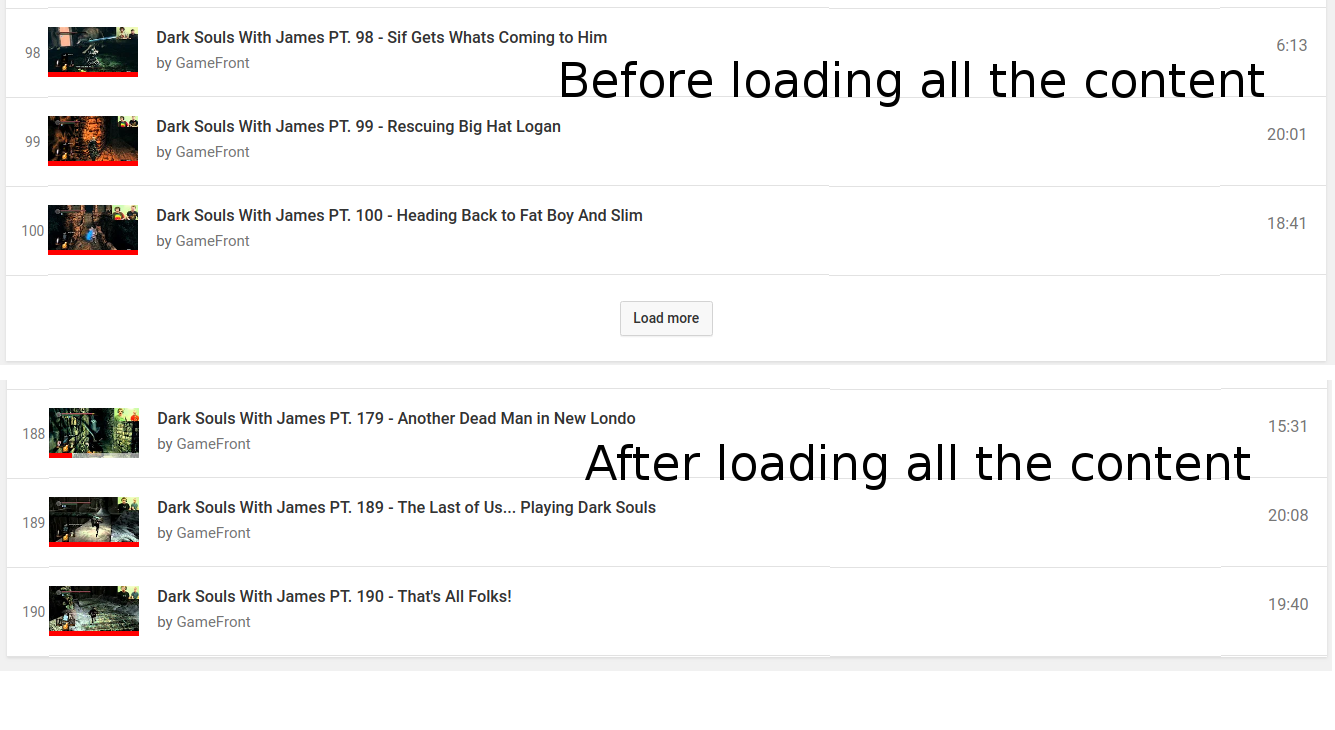 98 Dark Souls With James PT. 98 - Sif Gets Whats Coming to Him 6:13
by GameFront
Before loading all the content
99 Dark Souls With James PT. 99 - Rescuing Big Hat Logan 20:01
by GameFront
100 Dark Souls With James PT. 100 - Heading Back to Fat Boy And Slim 18:41
by GameFront
Load more
188 Dark Souls With James PT. 179 - Another Dead Man in New Londo 15:31
by GameFront
After loading all the content
189 Dark Souls With James PT. 189 - The Last of Us... Playing Dark Souls 20:08
by GameFront
190 Dark Souls With James PT. 190 - That's All Folks! 19:40
by GameFront